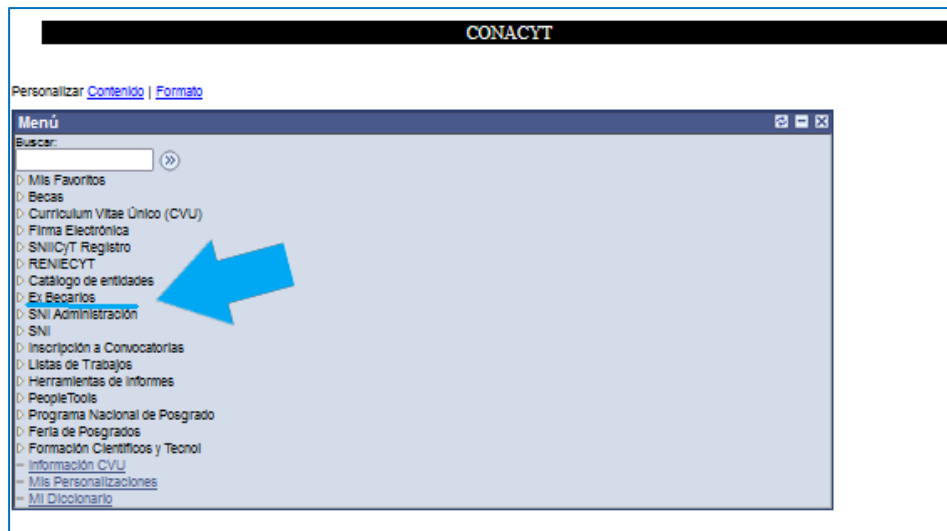 CONACYT
Personalizar Contenido | Formato
Menú
Buscar:
Mis Favoritos
Becas
Curriculum Vitae Único (CVU)
Firma Electrónica
SNIICyT Registro
RENIECYT
Catálogo de entidades
Ex Becarios
SNI Administración
SNI
Inscripción a Convocatorias
Listas de Trabajos
Herramientas de Informes
PeopleTools
Programa Nacional de Posgrado
Feria de Posgrados
Formación Científicos y Tecnol
Información CVU
Mis Personalizaciones
Mi Diccionario